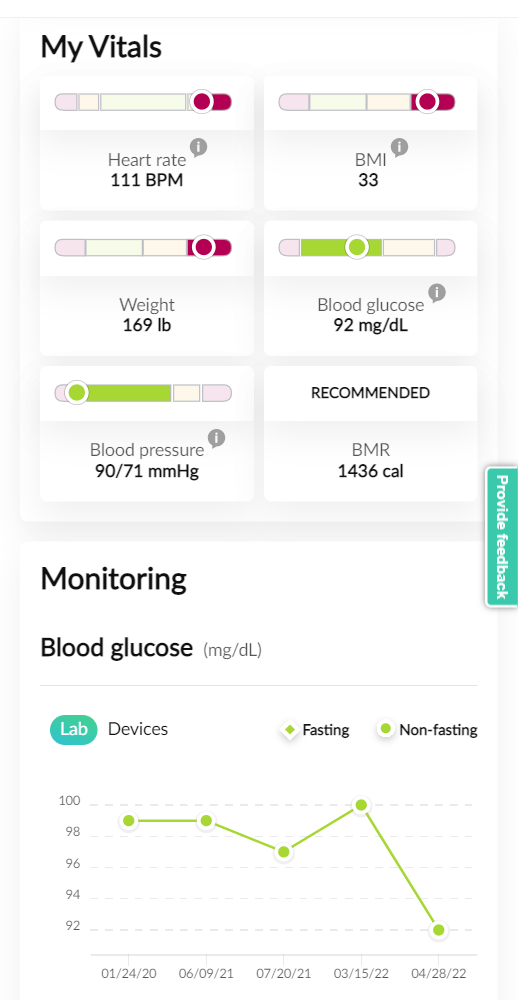 My Vitals
Heart rate i
111 BPM
BMI i
33
Weight
169 lb
Blood glucose i
92 mg/dL
Blood pressure i
90/71 mmHg
RECOMMENDED
BMR
1436 cal
Provide feedback
Monitoring
Blood glucose (mg/dL)
Lab Devices Fasting Non-fasting
100
98
96
94
92
01/24/20 06/09/21 07/20/21 03/15/22 04/28/22